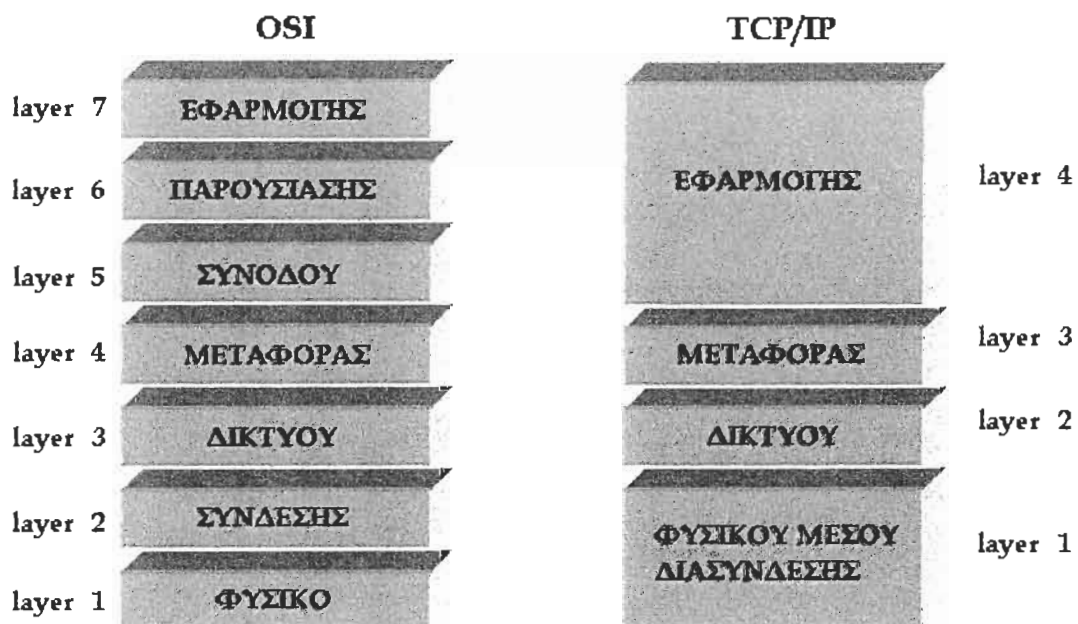 OSI
TCP/IP
layer 7
ΕΦΑΡΜΟΓΗΣ
layer 6
ΠΑΡΟΥΣΙΑΣΗΣ
layer 5
ΣΥΝΟΔΟΥ
layer 4
ΜΕΤΑΦΟΡΑΣ
layer 3
ΔΙΚΤΥΟΥ
layer 2
ΣΥΝΔΕΣΗΣ
layer 1
ΦΥΣΙΚΟ
ΕΦΑΡΜΟΓΗΣ
layer 4
ΜΕΤΑΦΟΡΑΣ
layer 3
ΔΙΚΤΥΟΥ
layer 2
ΦΥΣΙΚΟΥ ΜΕΣΟΥ
ΔΙΑΣΥΝΔΕΣΗΣ
layer 1